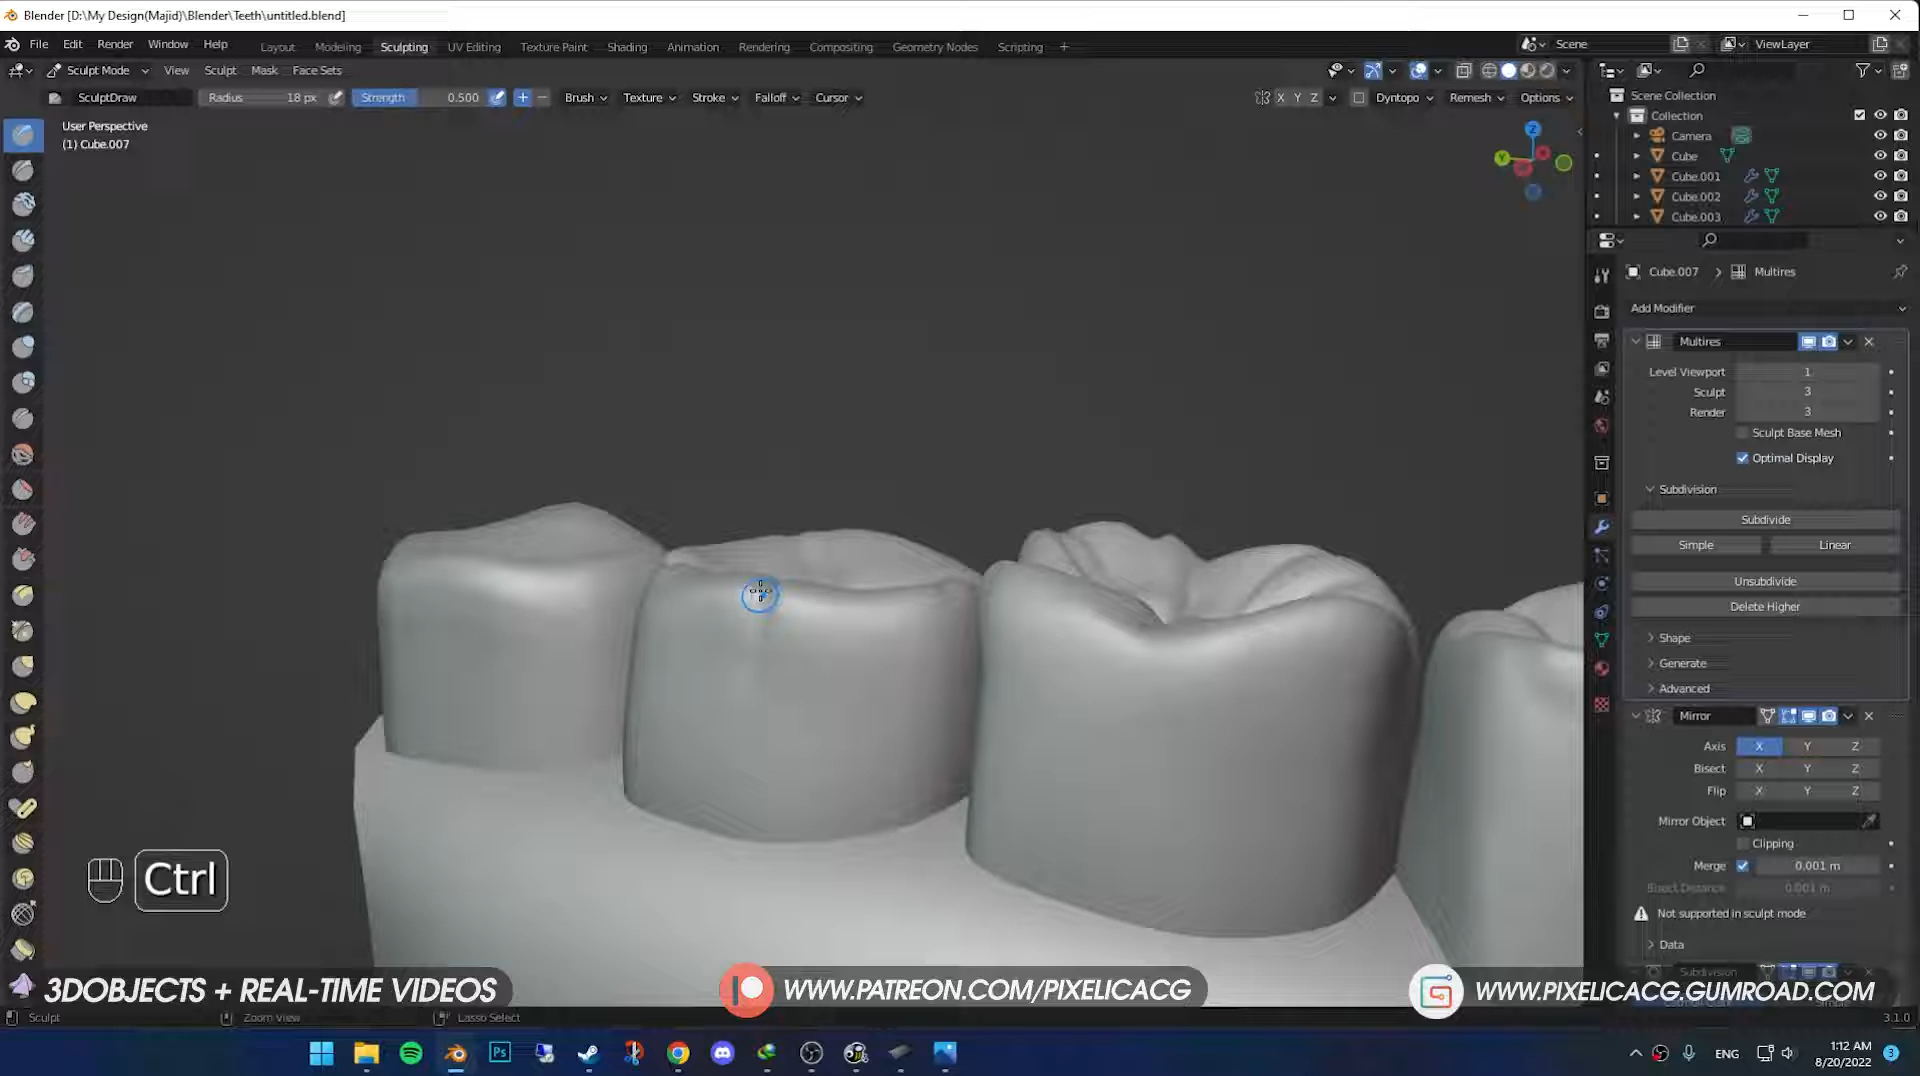 Blender [D:\My Design(Majid)\Blender\Teeth\untitled.blend]
File Edit Render Window Help
Layout Modeling Sculpting UV Editing Texture Paint Shading Animation Rendering Compositing Geometry Nodes Scripting +
Scene
ViewLayer
Sculpt Mode View Sculpt Mask Face Sets
SculptDraw Radius 18 px Strength 0.500 + − Brush Texture Stroke Falloff Cursor
X Y Z Dyntopo Remesh Options
User Perspective
(1) Cube.007
Z
Y
Scene Collection
Collection
Camera
Cube
Cube.001
Cube.002
Cube.003
Cube.007 > Multires
Add Modifier
Multires
Level Viewport 1
Sculpt 3
Render 3
Sculpt Base Mesh
Optimal Display
Subdivision
Subdivide
Simple Linear
Unsubdivide
Delete Higher
Shape
Generate
Advanced
Mirror
Axis X Y Z
Bisect X Y Z
Flip X Y Z
Mirror Object
Clipping
Merge 0.001 m
Bisect Distance 0.001 m
Not supported in sculpt mode
Data
Subdivision
Ctrl
3DOBJECTS + REAL-TIME VIDEOS
WWW.PATREON.COM/PIXELICACG
WWW.PIXELICACG.GUMROAD.COM
Sculpt Zoom View Lasso Select 3.1.0
Ps
ENG
1:12 AM
8/20/2022
3